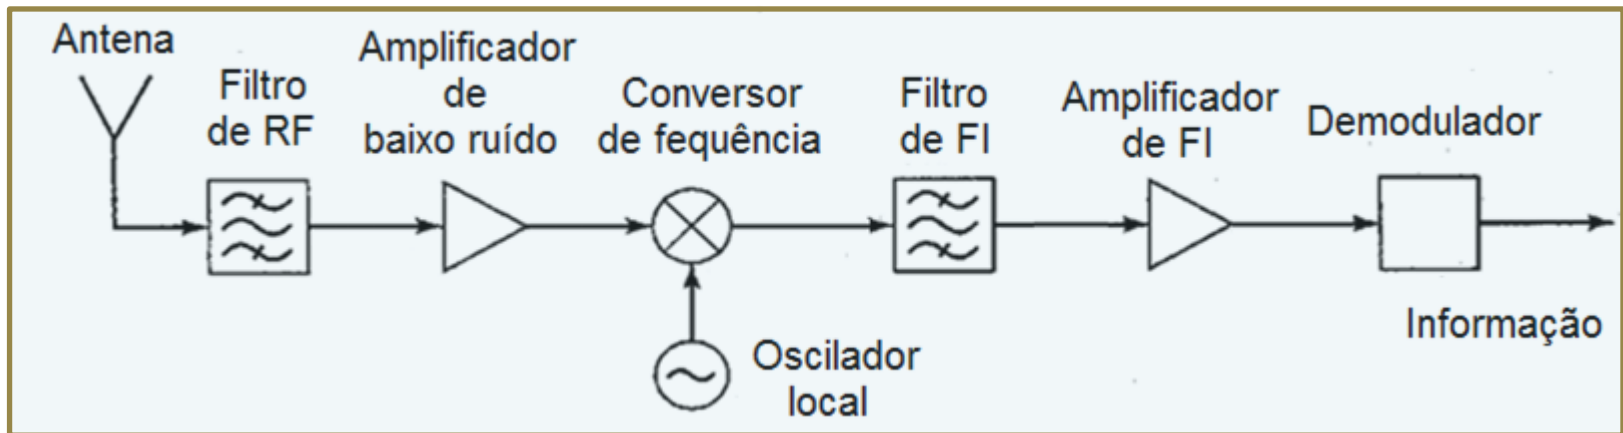 Antena
Filtro
de RF
Amplificador
de
baixo ruído
Conversor
de fequência
Filtro
de FI
Amplificador
de FI
Demodulador
Oscilador
local
Informação